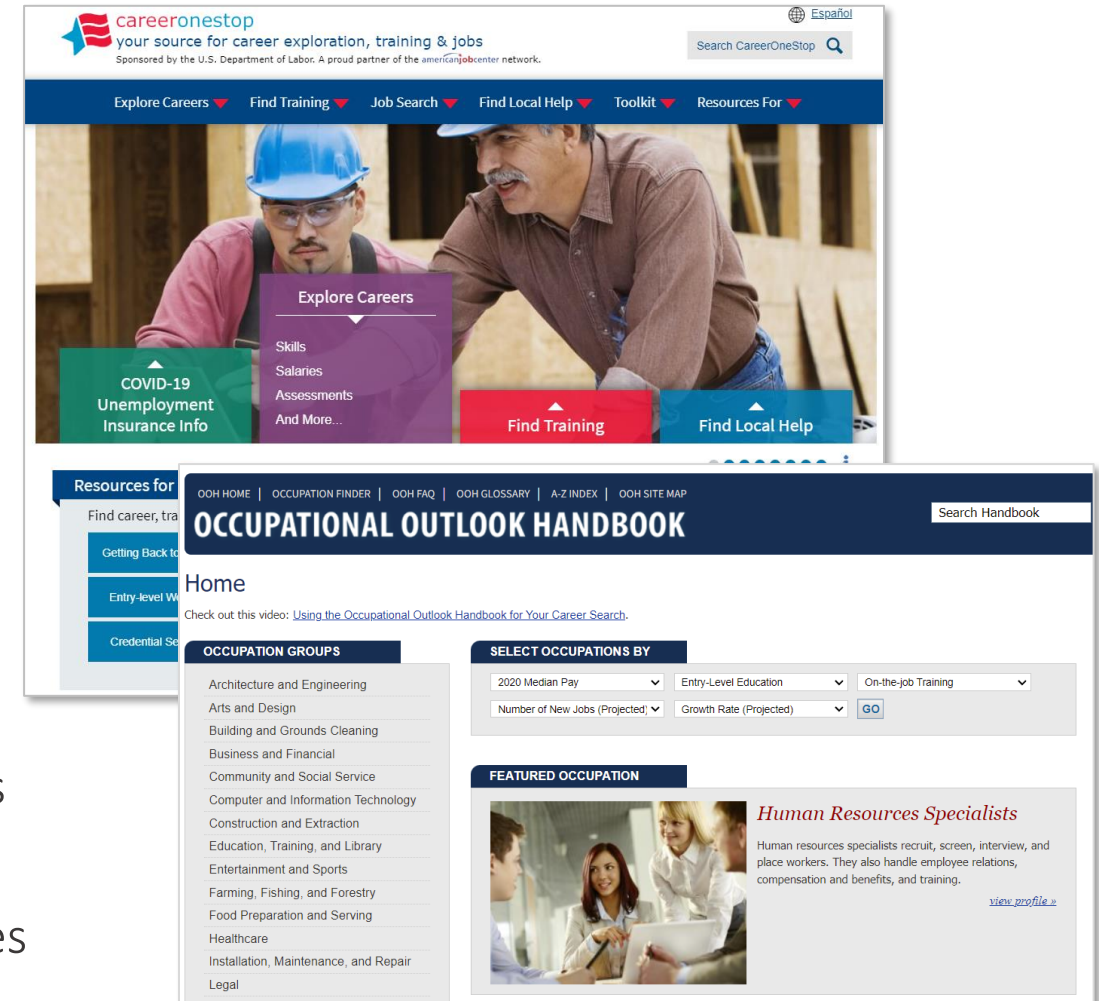 careeronestop
your source for career exploration, training & jobs
Sponsored by the U.S. Department of Labor. A proud partner of the americanjobcenter network.
Español
Search CareerOneStop
Explore Careers Find Training Job Search Find Local Help Toolkit Resources For
Explore Careers
Skills
Salaries
Assessments
And More...
COVID-19
Unemployment
Insurance Info
Find Training
Find Local Help
Resources for
Find career, tra
Getting Back to
Entry-level W
Credential Se
OOH HOME | OCCUPATION FINDER | OOH FAQ | OOH GLOSSARY | A-Z INDEX | OOH SITE MAP
OCCUPATIONAL OUTLOOK HANDBOOK
Search Handbook
Home
Check out this video: Using the Occupational Outlook Handbook for Your Career Search.
OCCUPATION GROUPS
Architecture and Engineering
Arts and Design
Building and Grounds Cleaning
Business and Financial
Community and Social Service
Computer and Information Technology
Construction and Extraction
Education, Training, and Library
Entertainment and Sports
Farming, Fishing, and Forestry
Food Preparation and Serving
Healthcare
Installation, Maintenance, and Repair
Legal
SELECT OCCUPATIONS BY
2020 Median Pay Entry-Level Education On-the-job Training
Number of New Jobs (Projected) Growth Rate (Projected) GO
FEATURED OCCUPATION
Human Resources Specialists
Human resources specialists recruit, screen, interview, and
place workers. They also handle employee relations,
compensation and benefits, and training.
view profile »